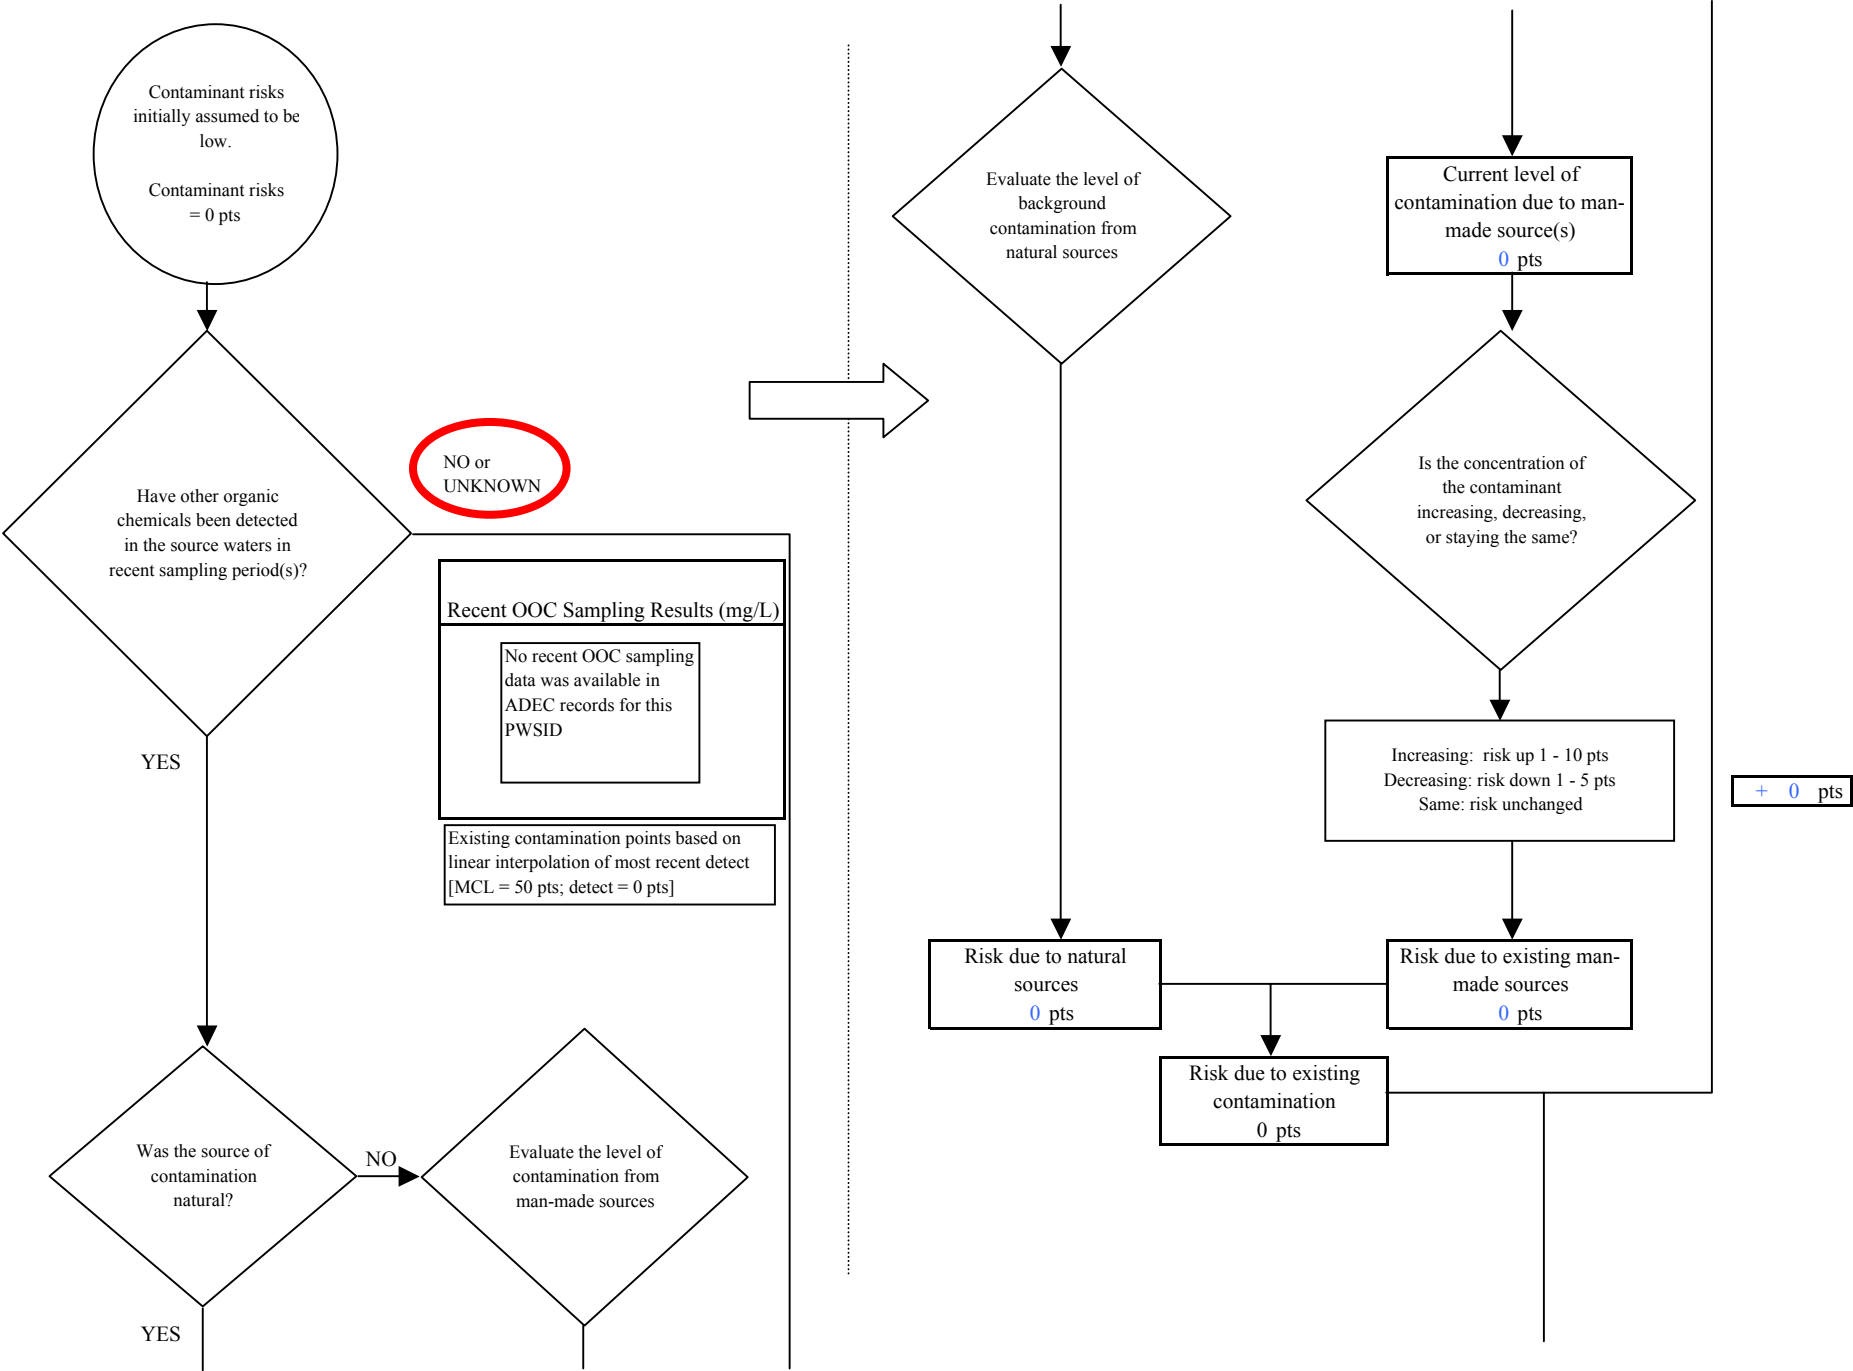 Contaminant risks
initially assumed to be
low.
Contaminant risks
= 0 pts
Have other organic
chemicals been detected
in the source waters in
recent sampling period(s)?
NO or
UNKNOWN
Recent OOC Sampling Results (mg/L)
No recent OOC sampling
data was available in
ADEC records for this
PWSID
Existing contamination points based on
linear interpolation of most recent detect
[MCL = 50 pts; detect = 0 pts]
YES
Was the source of
contamination
natural?
NO
Evaluate the level of
contamination from
man-made sources
YES
Evaluate the level of
background
contamination from
natural sources
Current level of
contamination due to man-
made source(s)
0 pts
Is the concentration of
the contaminant
increasing, decreasing,
or staying the same?
Increasing: risk up 1 - 10 pts
Decreasing: risk down 1 - 5 pts
Same: risk unchanged
+ 0 pts
Risk due to natural
sources
0 pts
Risk due to existing man-
made sources
0 pts
Risk due to existing
contamination
0 pts